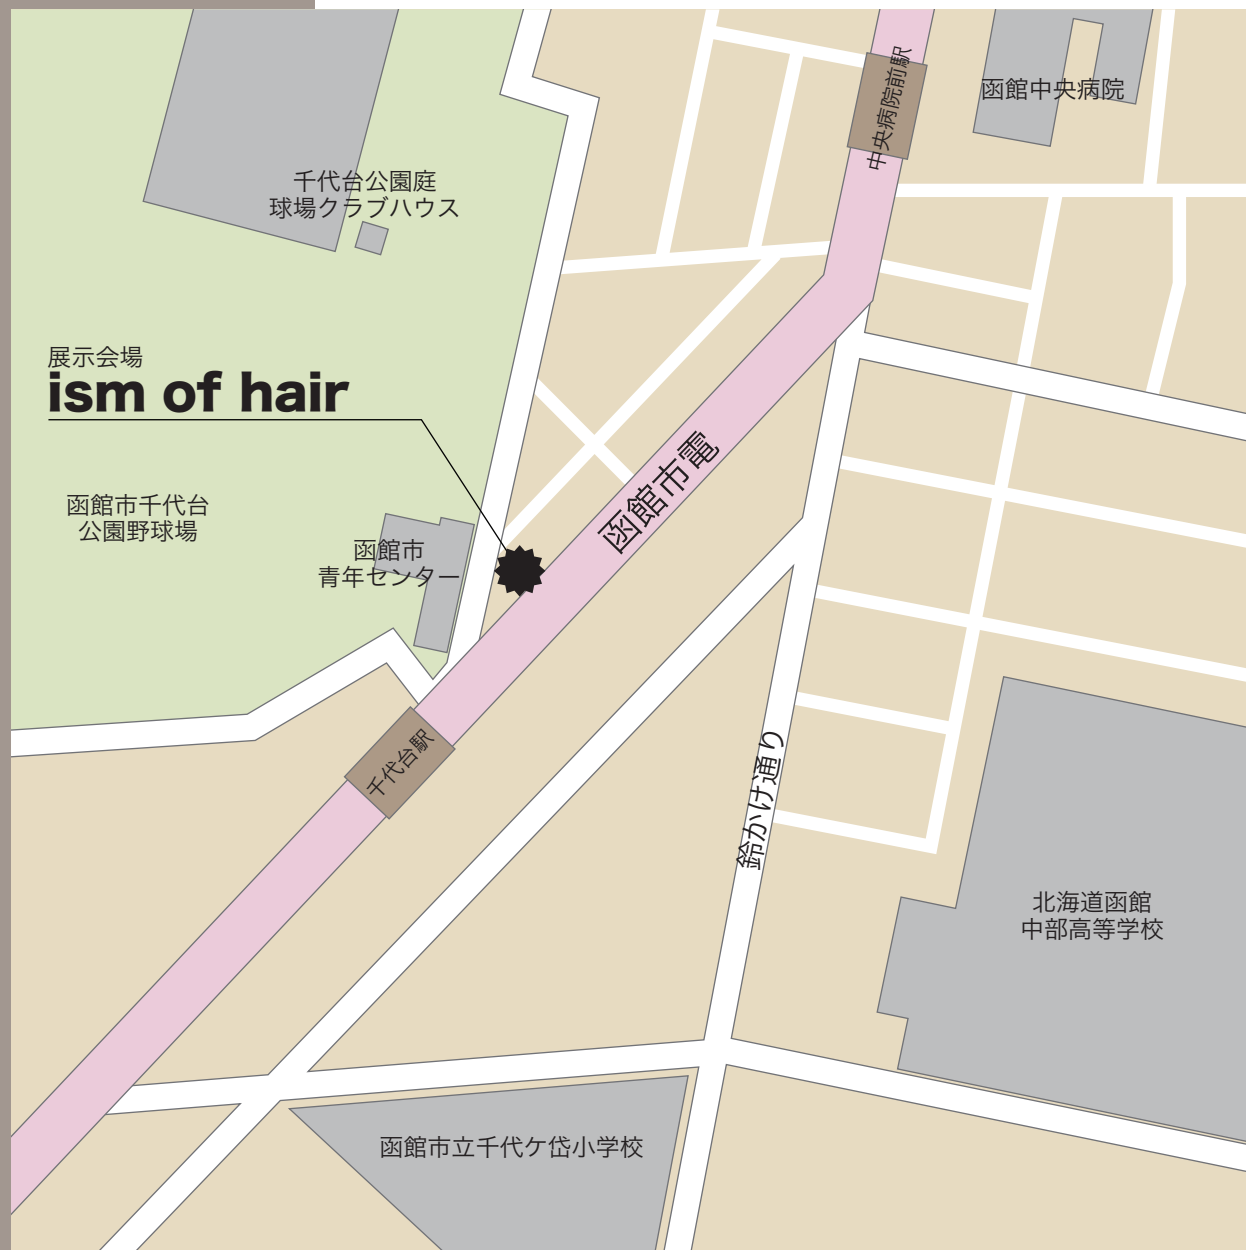 中央病院前駅
函館中央病院
千代台公園庭
球場クラブハウス
展示会場
ism of hair
函館市電
函館市千代台
公園野球場
函館市
青年センター
千代台駅
鈴かけ通り
北海道函館
中部高等学校
函館市立千代ケ岱小学校